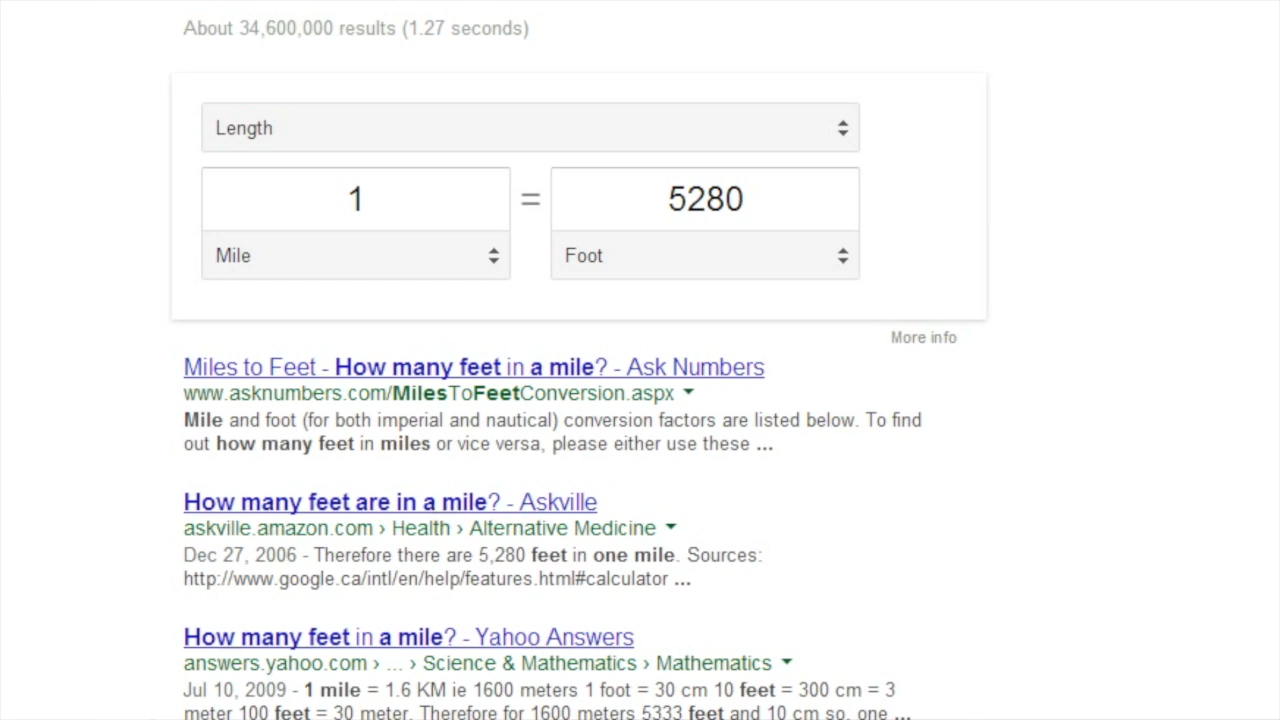 About 34,600,000 results (1.27 seconds)
Length
1 = 5280
Mile Foot
More info
Miles to Feet - How many feet in a mile? - Ask Numbers
www.asknumbers.com/MilesToFeetConversion.aspx
Mile and foot (for both imperial and nautical) conversion factors are listed below. To find
out how many feet in miles or vice versa, please either use these ...
How many feet are in a mile? - Askville
askville.amazon.com › Health › Alternative Medicine
Dec 27, 2006 - Therefore there are 5,280 feet in one mile. Sources:
http://www.google.ca/intl/en/help/features.html#calculator ...
How many feet in a mile? - Yahoo Answers
answers.yahoo.com › ... › Science & Mathematics › Mathematics
Jul 10, 2009 - 1 mile = 1.6 KM ie 1600 meters 1 foot = 30 cm 10 feet = 300 cm = 3
meter 100 feet = 30 meter. Therefore for 1600 meters 5333 feet and 10 cm so, one ...